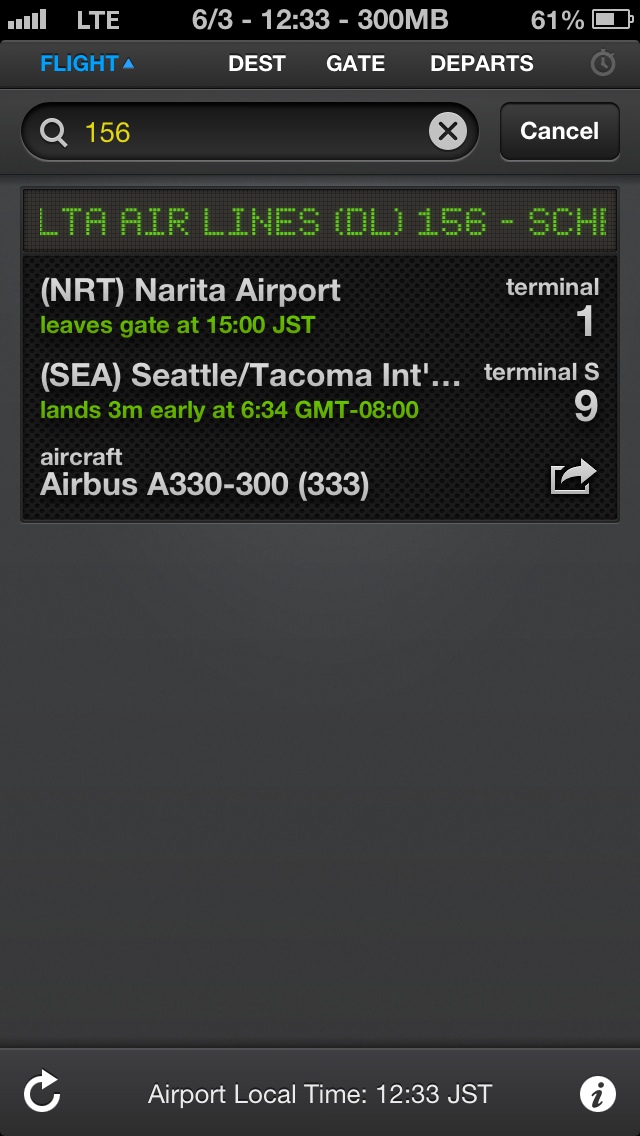 LTE 6/3 - 12:33 - 300MB 61%
FLIGHT DEST GATE DEPARTS
156 Cancel
LTA AIR LINES (DL) 156 - SCHE
(NRT) Narita Airport terminal
leaves gate at 15:00 JST 1
(SEA) Seattle/Tacoma Int'... terminal S
lands 3m early at 6:34 GMT-08:00 9
aircraft
Airbus A330-300 (333)
Airport Local Time: 12:33 JST